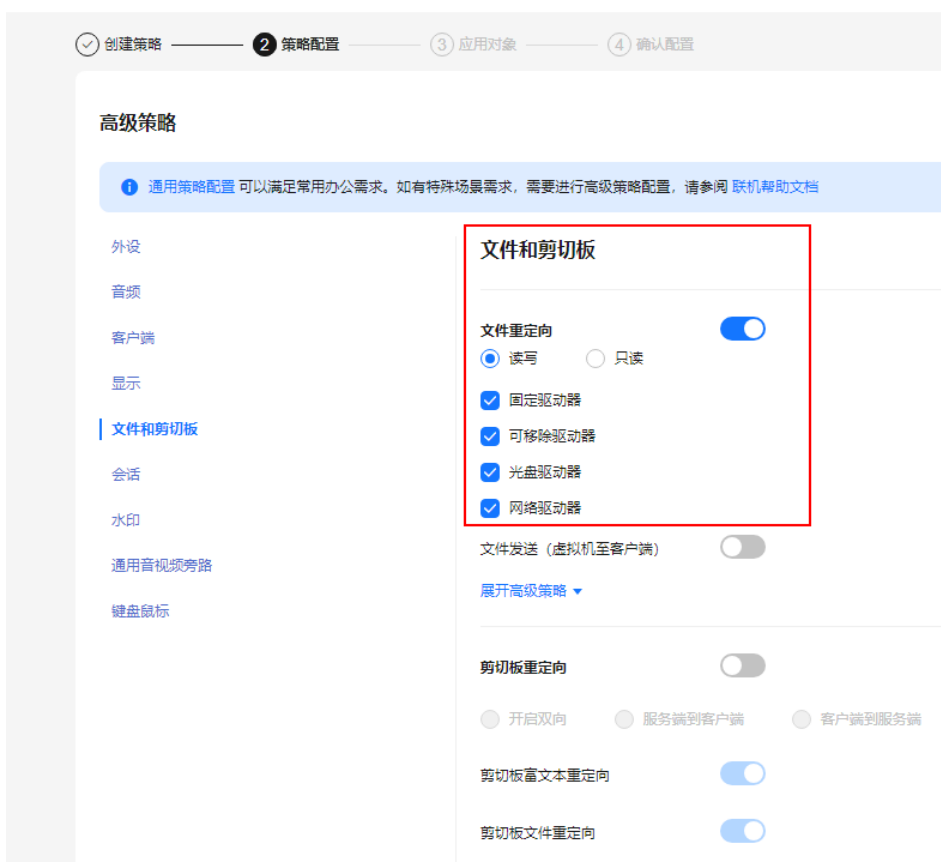 创建策略 2 策略配置 3 应用对象 4 确认配置
高级策略
通用策略配置 可以满足常用办公需求。如有特殊场景需求，需要进行高级策略配置，请参阅 联机帮助文档
外设
音频
客户端
显示
文件和剪切板
会话
水印
通用音视频旁路
键盘鼠标
文件和剪切板
文件重定向
读写 只读
固定驱动器
可移除驱动器
光盘驱动器
网络驱动器
文件发送（虚拟机至客户端）
展开高级策略
剪切板重定向
开启双向 服务端到客户端 客户端到服务端
剪切板富文本重定向
剪切板文件重定向